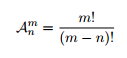 𝒜ₙᵐ = m! / (m − n)!